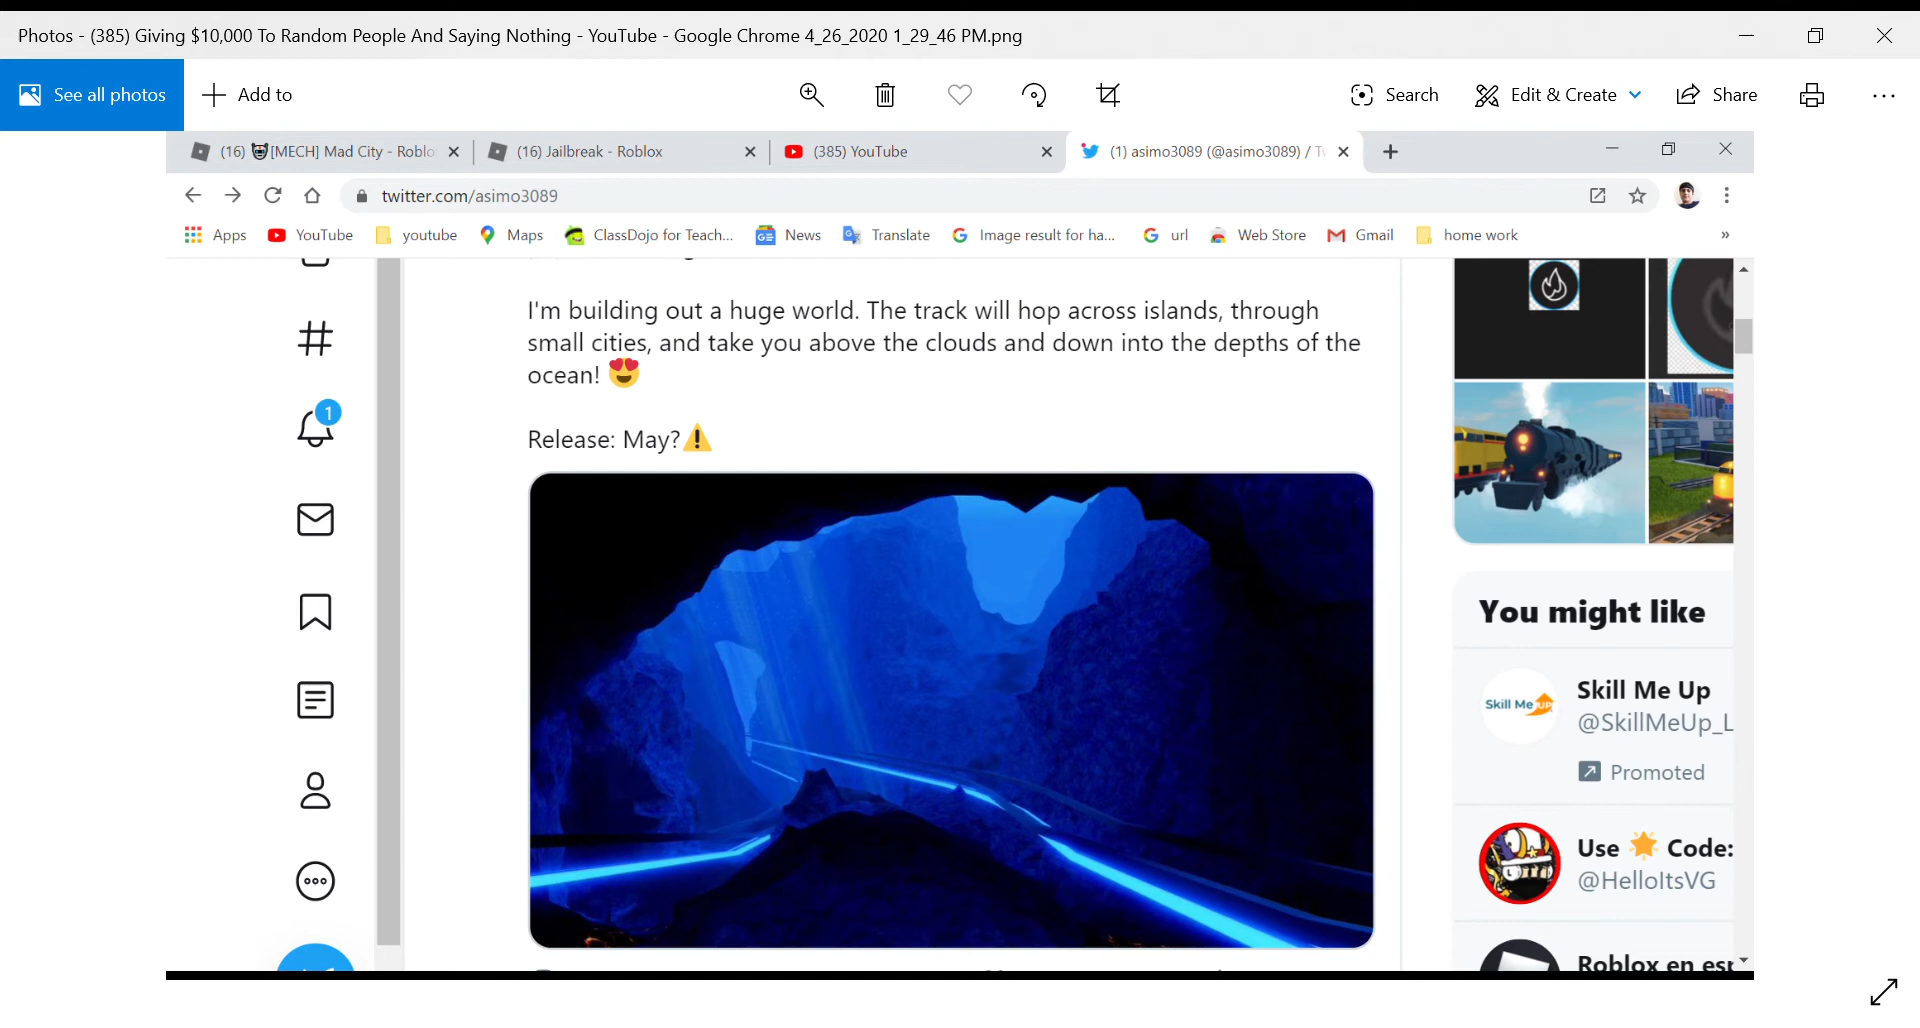 Photos - (385) Giving $10,000 To Random People And Saying Nothing - YouTube - Google Chrome 4_26_2020 1_29_46 PM.png
See all photos
Add to
Search
Edit & Create
Share
(16) [MECH] Mad City - Roblo
(16) Jailbreak - Roblox
(385) YouTube
(1) asimo3089 (@asimo3089) / Tw
twitter.com/asimo3089
Apps
YouTube
youtube
Maps
ClassDojo for Teach...
News
Translate
Image result for ha...
url
Web Store
Gmail
home work
»
I'm building out a huge world. The track will hop across islands, through
small cities, and take you above the clouds and down into the depths of the
ocean! 😍
Release: May?⚠
1
You might like
Skill Me Up
Skill Me Up
@SkillMeUp_L
Promoted
Use 🌟 Code:
@HelloItsVG
Roblox en esp